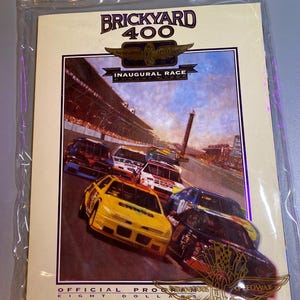 BRICKYARD
400
INAUGURAL RACE
OFFICIAL PROGRAM
EIGHT DOLLARS